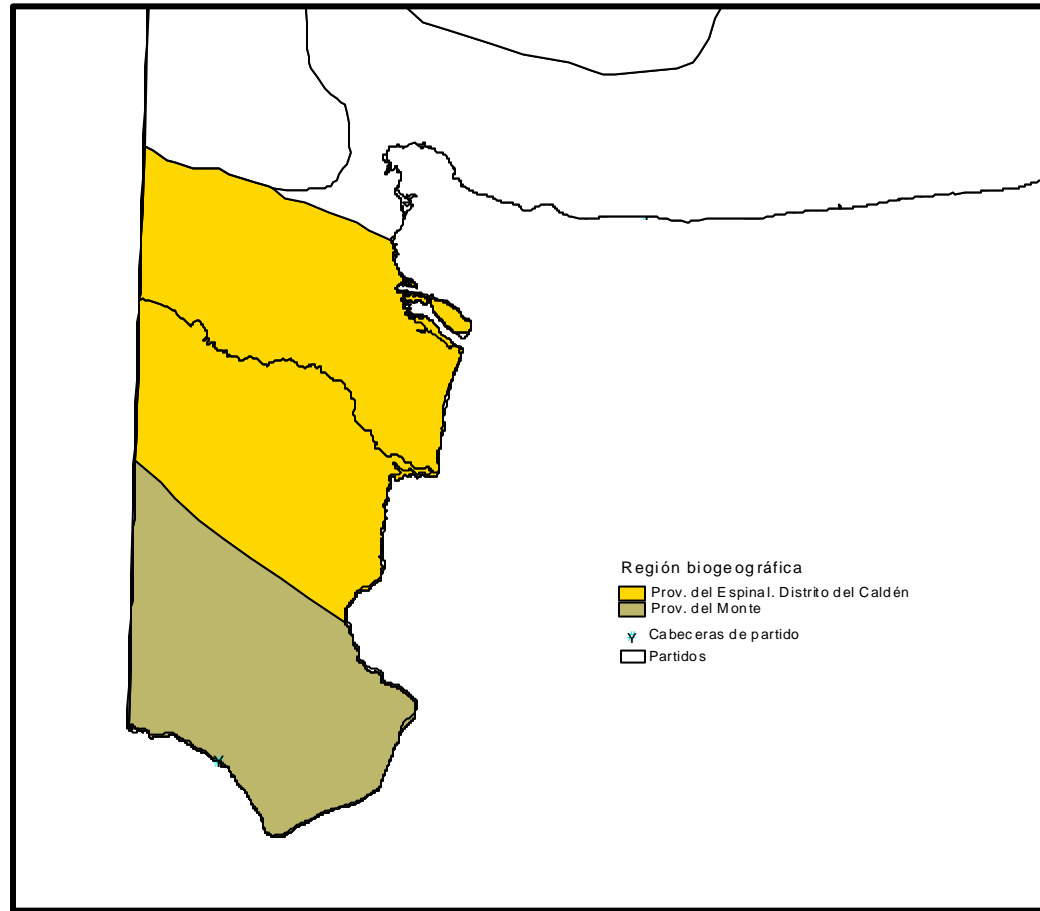 Región biogeográfica
Prov. del Espinal. Distrito del Caldén
Prov. del Monte
Cabeceras de partido
Partidos